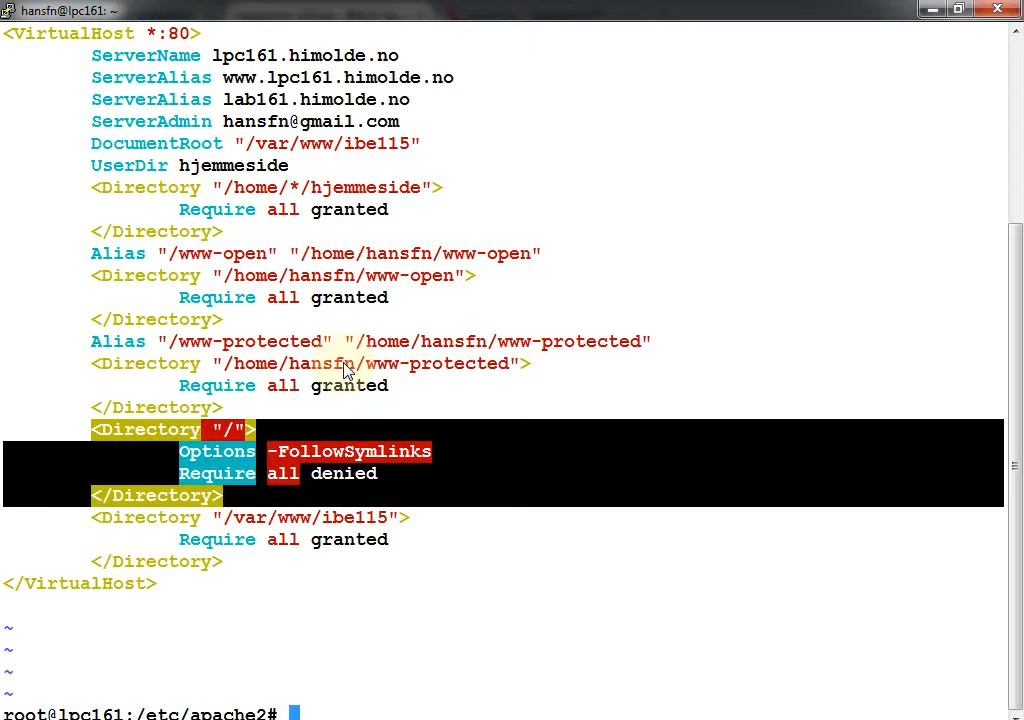 hansfn@lpc161: ~
<VirtualHost *:80>
ServerName lpc161.himolde.no
ServerAlias www.lpc161.himolde.no
ServerAlias lab161.himolde.no
ServerAdmin hansfn@gmail.com
DocumentRoot "/var/www/ibe115"
UserDir hjemmeside
<Directory "/home/*/hjemmeside">
Require all granted
</Directory>
Alias "/www-open" "/home/hansfn/www-open"
<Directory "/home/hansfn/www-open">
Require all granted
</Directory>
Alias "/www-protected" "/home/hansfn/www-protected"
<Directory "/home/hansfn/www-protected">
Require all granted
</Directory>
<Directory "/">
Options -FollowSymlinks
Require all denied
</Directory>
<Directory "/var/www/ibe115">
Require all granted
</Directory>
</VirtualHost>
~
~
~
~
root@lpc161:/etc/apache2#